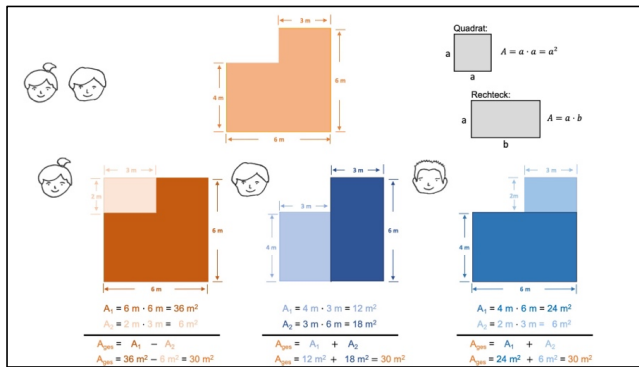 3 m
4 m
6 m
6 m
Quadrat:
a
a
A = a · a = a²
Rechteck:
a
b
A = a · b
3 m
2 m
6 m
6 m
A₁ = 6 m · 6 m = 36 m²
A₂ = 2 m · 3 m = 6 m²
A_ges = A₁ − A₂
A_ges = 36 m² − 6 m² = 30 m²
3 m
3 m
4 m
6 m
A₁ = 4 m · 3 m = 12 m²
A₂ = 3 m · 6 m = 18 m²
A_ges = A₁ + A₂
A_ges = 12 m² + 18 m² = 30 m²
3 m
2m
4 m
6 m
A₁ = 4 m · 6 m = 24 m²
A₂ = 2 m · 3 m = 6 m²
A_ges = A₁ + A₂
A_ges = 24 m² + 6 m² = 30 m²